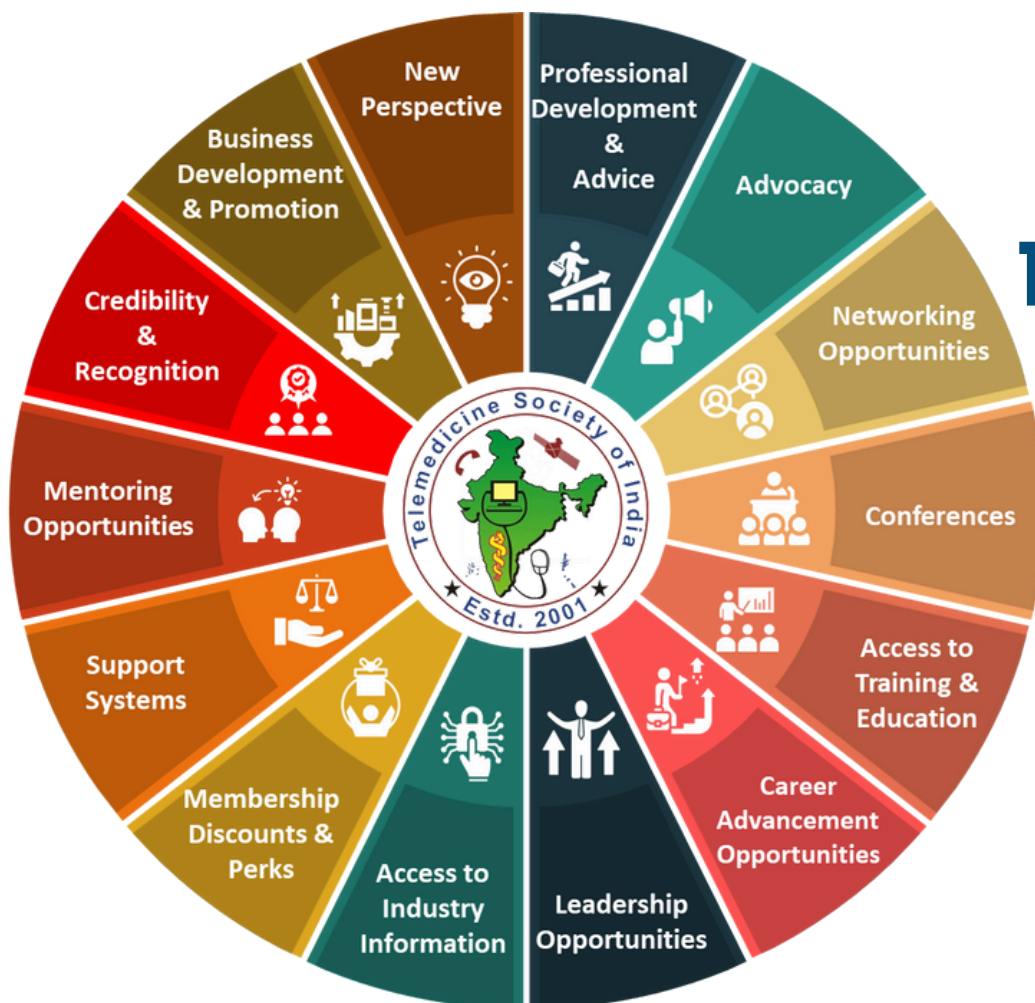 New
Perspective
Professional
Development
&
Advice
Advocacy
Networking
Opportunities
Conferences
Access to
Training &
Education
Career
Advancement
Opportunities
Leadership
Opportunities
Access to
Industry
Information
Membership
Discounts &
Perks
Support
Systems
Mentoring
Opportunities
Credibility
&
Recognition
Business
Development
& Promotion
Telemedicine Society of India
★ Estd. 2001 ★